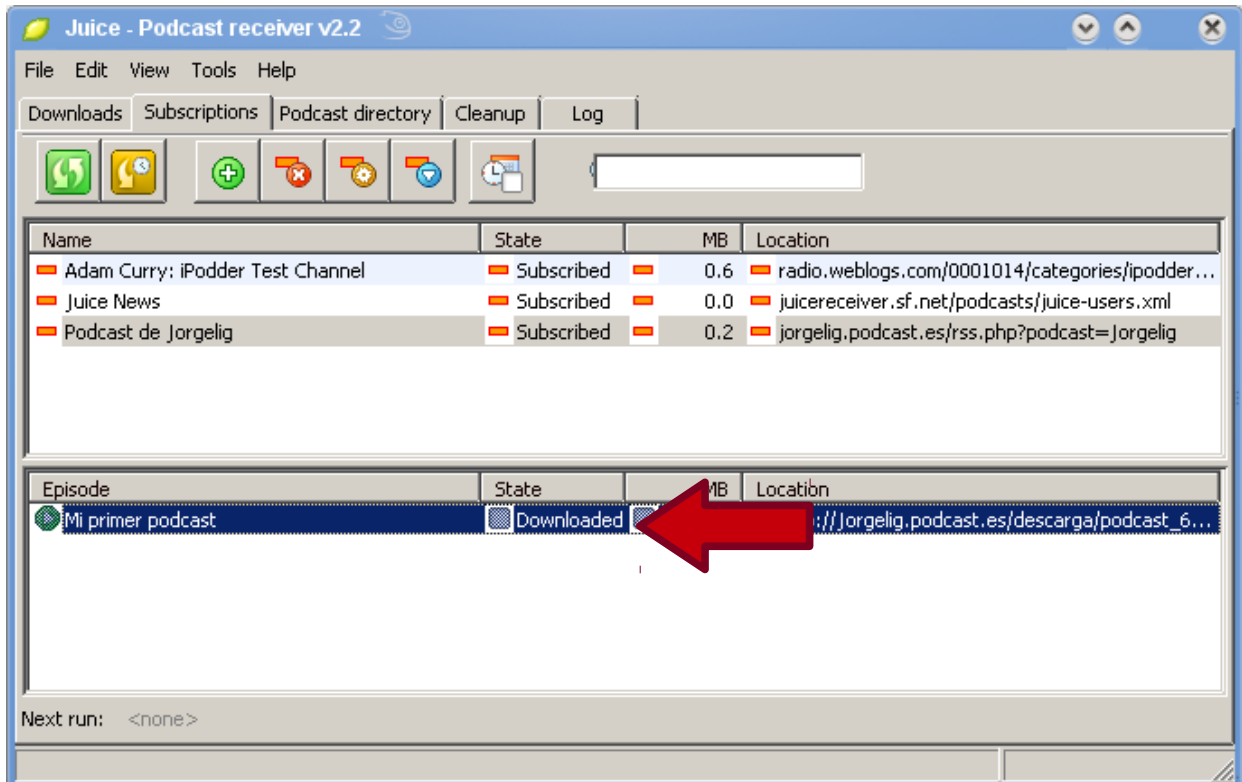 Juice - Podcast receiver v2.2
File Edit View Tools Help
Downloads Subscriptions Podcast directory Cleanup Log
Name State MB Location
Adam Curry: iPodder Test Channel Subscribed 0.6 radio.weblogs.com/0001014/categories/ipodder...
Juice News Subscribed 0.0 juicereceiver.sf.net/podcasts/juice-users.xml
Podcast de Jorgelig Subscribed 0.2 jorgelig.podcast.es/rss.php?podcast=Jorgelig
Episode State MB Location
Mi primer podcast Downloaded ://Jorgelig.podcast.es/descarga/podcast_6...
Next run: <none>